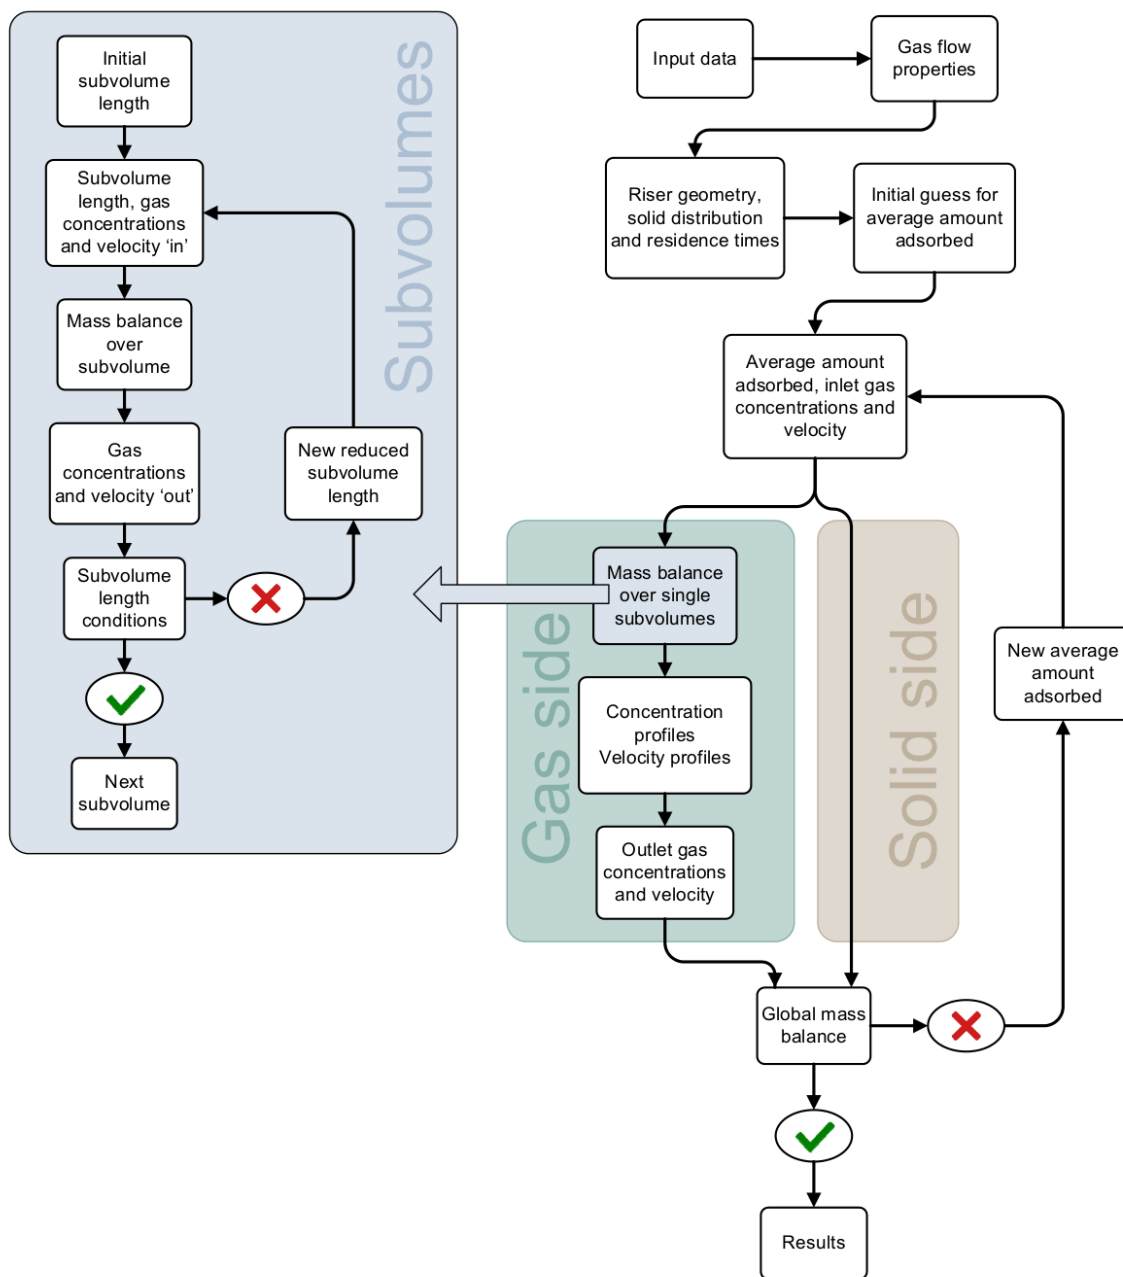 Initial
subvolume
length
Subvolume
length, gas
concentrations
and velocity ‘in’
Mass balance
over
subvolume
Gas
concentrations
and velocity ‘out’
Subvolume
length
conditions
New reduced
subvolume
length
Next
subvolume
Subvolumes
Input data
Gas flow
properties
Riser geometry,
solid distribution
and residence times
Initial guess for
average amount
adsorbed
Average amount
adsorbed, inlet gas
concentrations and
velocity
Mass balance
over single
subvolumes
Concentration
profiles
Velocity profiles
Outlet gas
concentrations
and velocity
Gas side
Solid side
New average
amount
adsorbed
Global mass
balance
Results